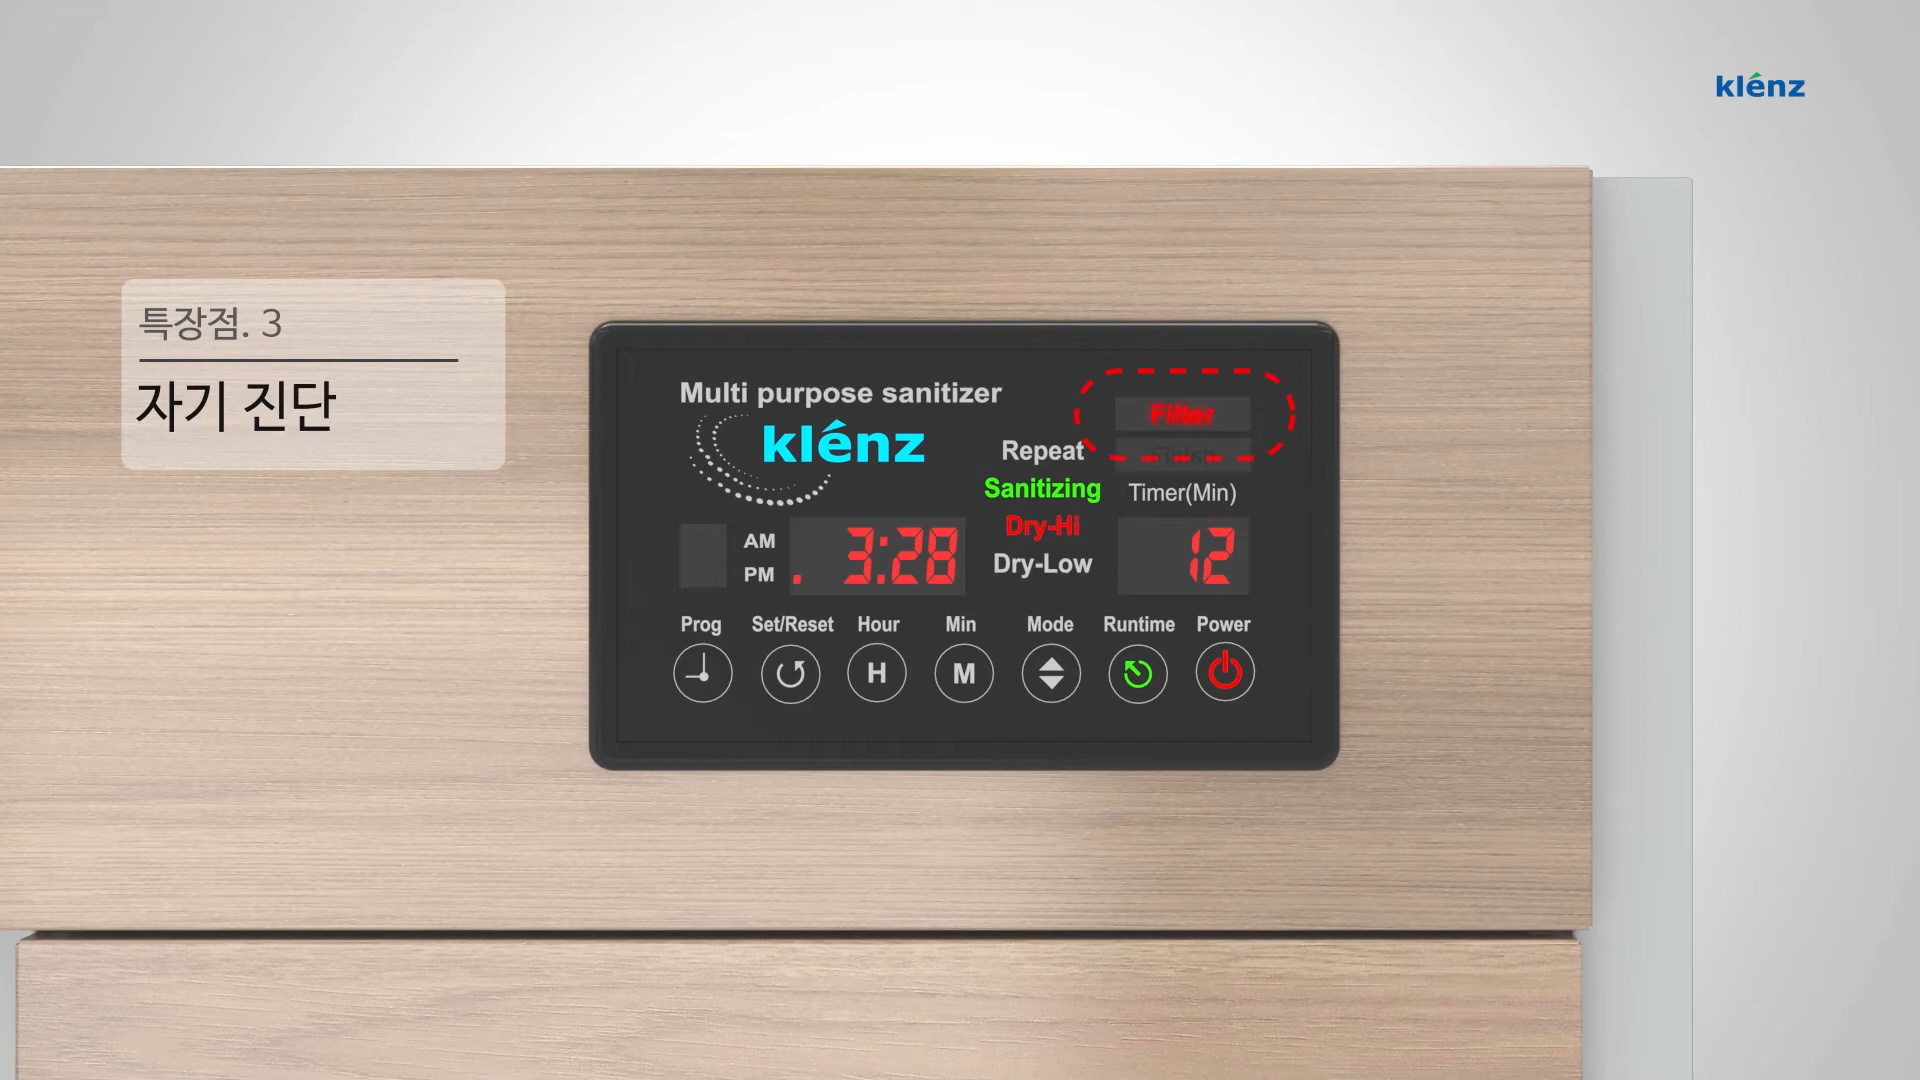 klénz
특장점. 3
자기 진단
Multi purpose sanitizer
klénz
Filter
Finish
Repeat
Sanitizing
Dry-Hi
Dry-Low
Timer(Min)
AM
PM
. 3:28
12
Prog Set/Reset Hour Min Mode Runtime Power
H M